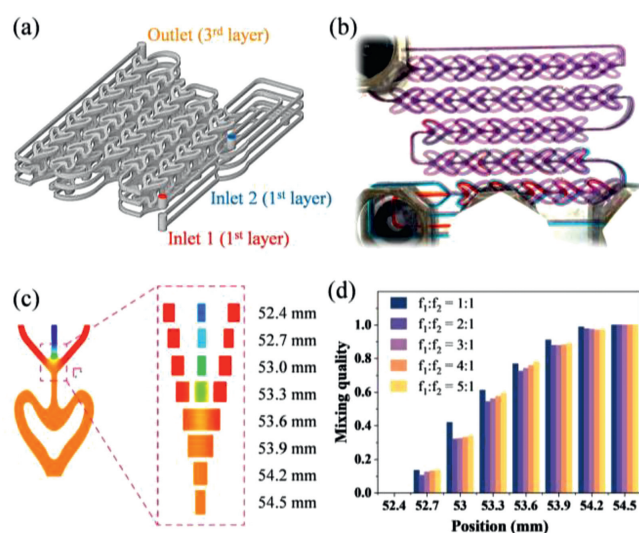 (a)
Outlet (3rd layer)
Inlet 2 (1st layer)
Inlet 1 (1st layer)
(b)
(c)
52.4 mm
52.7 mm
53.0 mm
53.3 mm
53.6 mm
53.9 mm
54.2 mm
54.5 mm
(d)
Mixing quality
1.0
0.8
0.6
0.4
0.2
0.0
f1:f2 = 1:1
f1:f2 = 2:1
f1:f2 = 3:1
f1:f2 = 4:1
f1:f2 = 5:1
52.4 52.7 53 53.3 53.6 53.9 54.2 54.5
Position (mm)